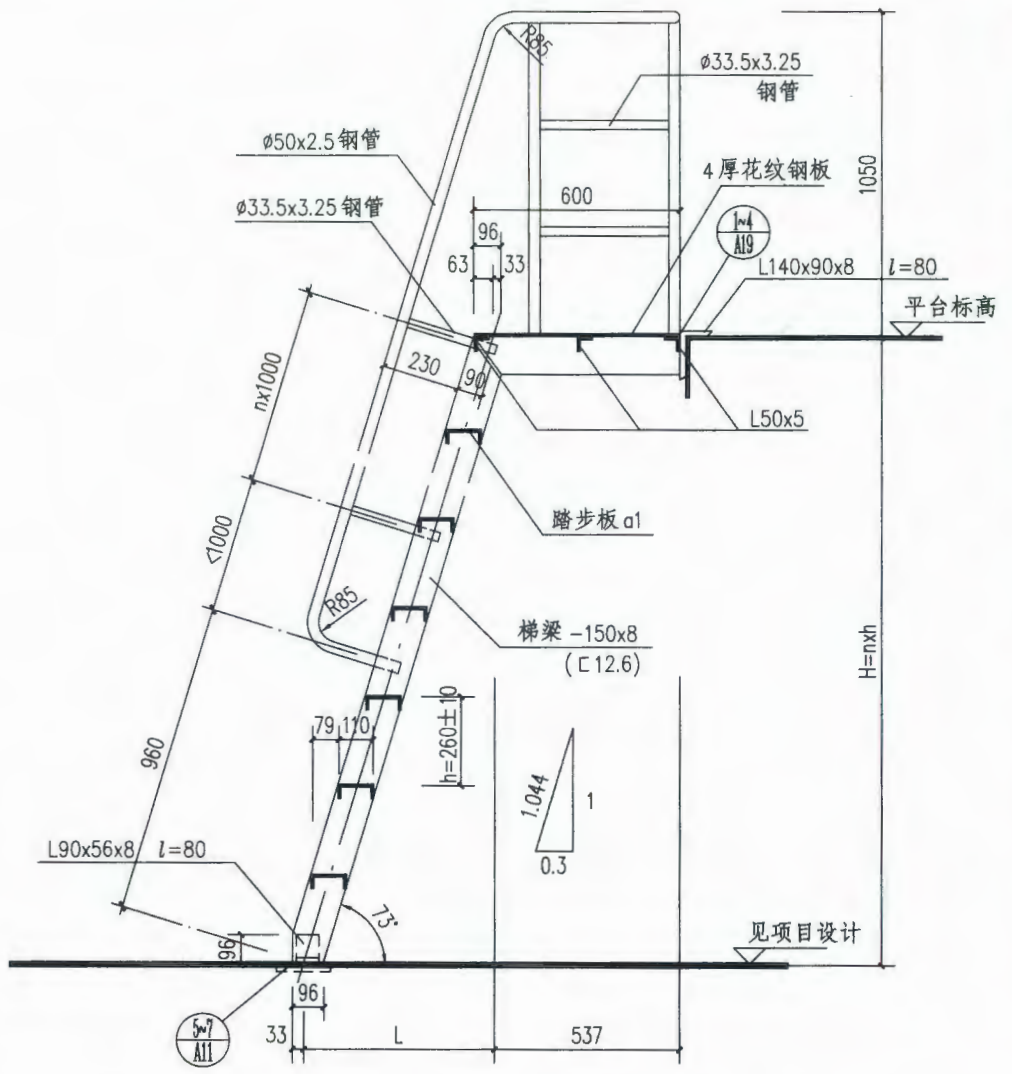 R85
ø33.5x3.25
钢管
ø50x2.5钢管
1050
4厚花纹钢板
ø33.5x3.25钢管
600
1~4
A19
96
63
33
L140x90x8 l=80
平台标高
230
90
nx1000
L50x5
踏步板a1
<1000
R85
梯梁 -150x8
(⊏12.6)
H=nxh
79
110
h=260±10
960
1.044
1
0.3
L90x56x8 l=80
73°
96
见项目设计
96
5~7
A11
33
L
537